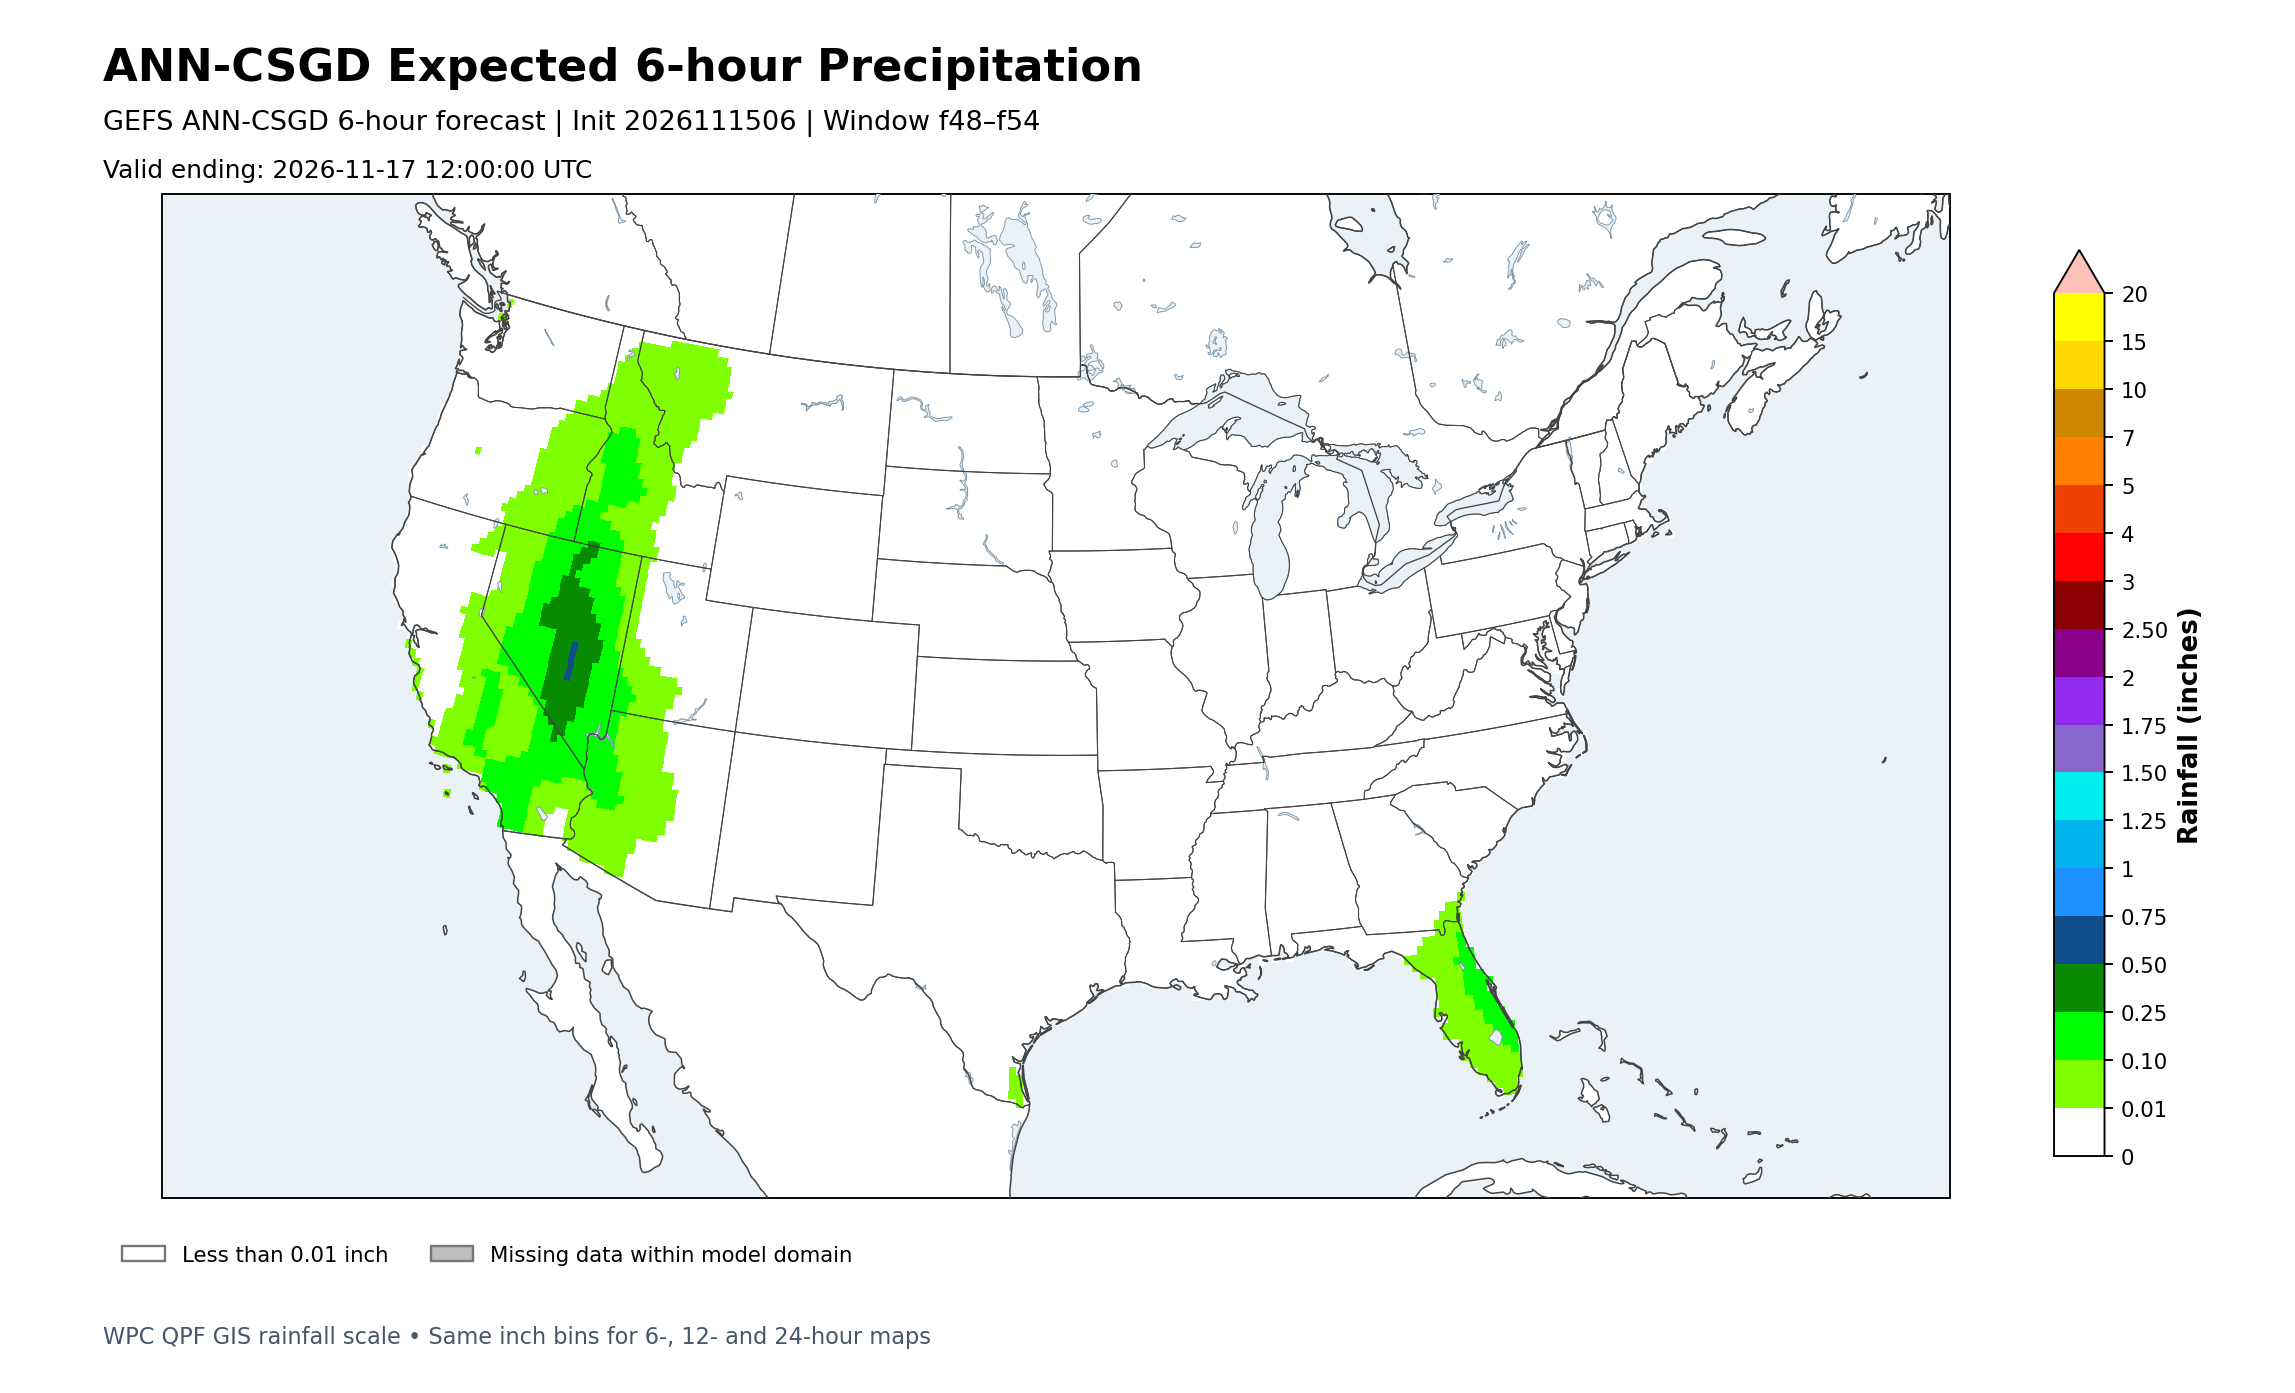 ANN-CSGD Expected 6-hour Precipitation
GEFS ANN-CSGD 6-hour forecast | Init 2026111506 | Window f48–f54
Valid ending: 2026-11-17 12:00:00 UTC
20
15
10
7
5
4
3
2.50
2
1.75
1.50
1.25
1
0.75
0.50
0.25
0.10
0.01
0
Rainfall (inches)
Less than 0.01 inch
Missing data within model domain
WPC QPF GIS rainfall scale • Same inch bins for 6-, 12- and 24-hour maps